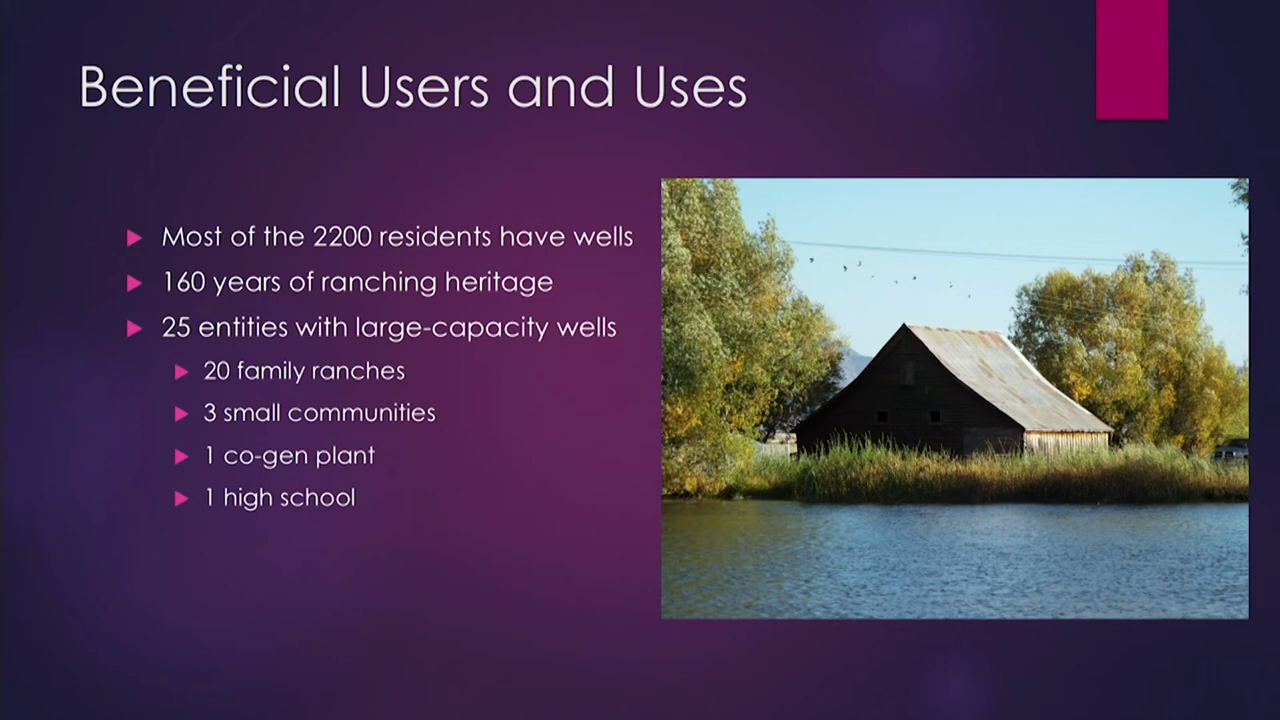 Beneficial Users and Uses
Most of the 2200 residents have wells
160 years of ranching heritage
25 entities with large-capacity wells
20 family ranches
3 small communities
1 co-gen plant
1 high school